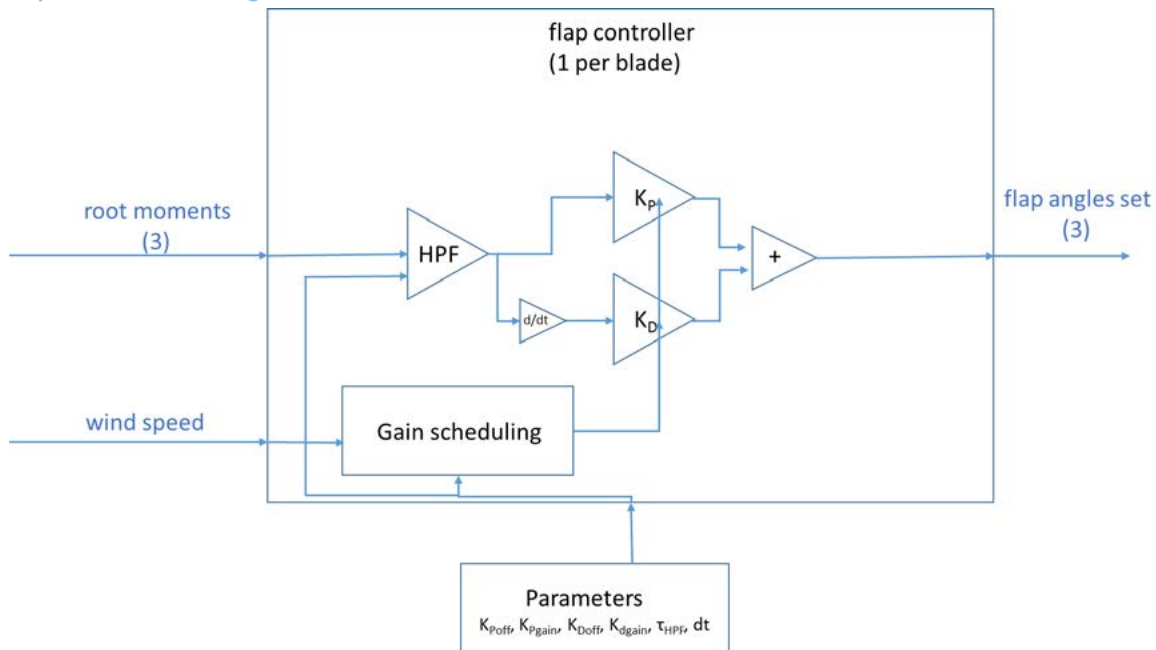 flap controller
(1 per blade)
root moments
(3)
flap angles set
(3)
K_P
HPF
+
d/dt
K_D
wind speed
Gain scheduling
Parameters
K_Poff, K_Pgain, K_Doff, K_dgain, τ_HPF, dt